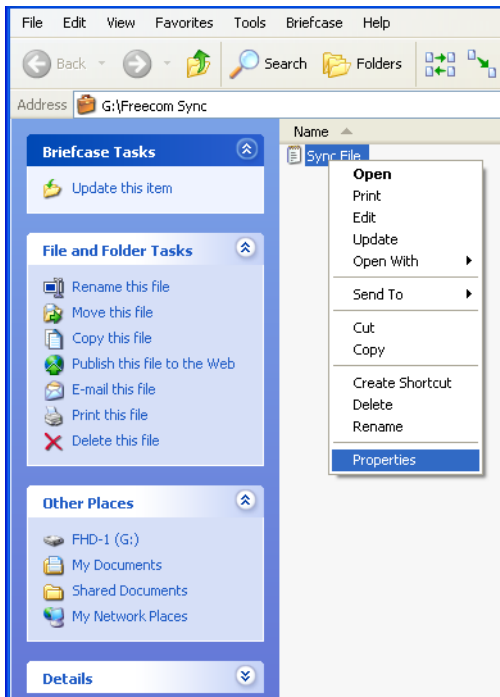 File Edit View Favorites Tools Briefcase Help
Back Search Folders
Address G:\Freecom Sync
Name
Briefcase Tasks
Update this item
File and Folder Tasks
Rename this file
Move this file
Copy this file
Publish this file to the Web
E-mail this file
Print this file
Delete this file
Other Places
FHD-1 (G:)
My Documents
Shared Documents
My Network Places
Details
Sync File
Open
Print
Edit
Update
Open With
Send To
Cut
Copy
Create Shortcut
Delete
Rename
Properties